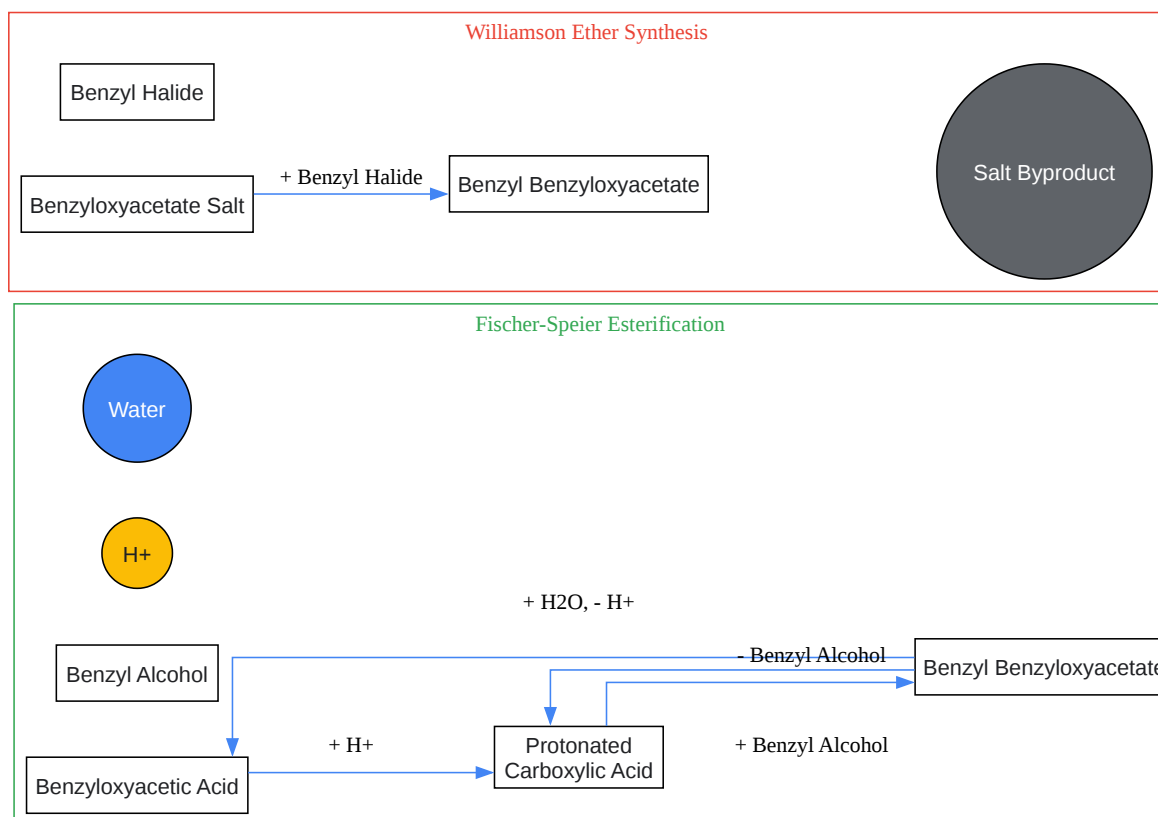 Williamson Ether Synthesis
Benzyl Halide
Salt Byproduct
+ Benzyl Halide
Benzyl Benzyloxyacetate
Benzyloxyacetate Salt
Fischer-Speier Esterification
Water
H+
+ H2O, - H+
- Benzyl Alcohol
Benzyl Alcohol
Benzyl Benzyloxyacetate
+ H+
Protonated
Carboxylic Acid
+ Benzyl Alcohol
Benzyloxyacetic Acid